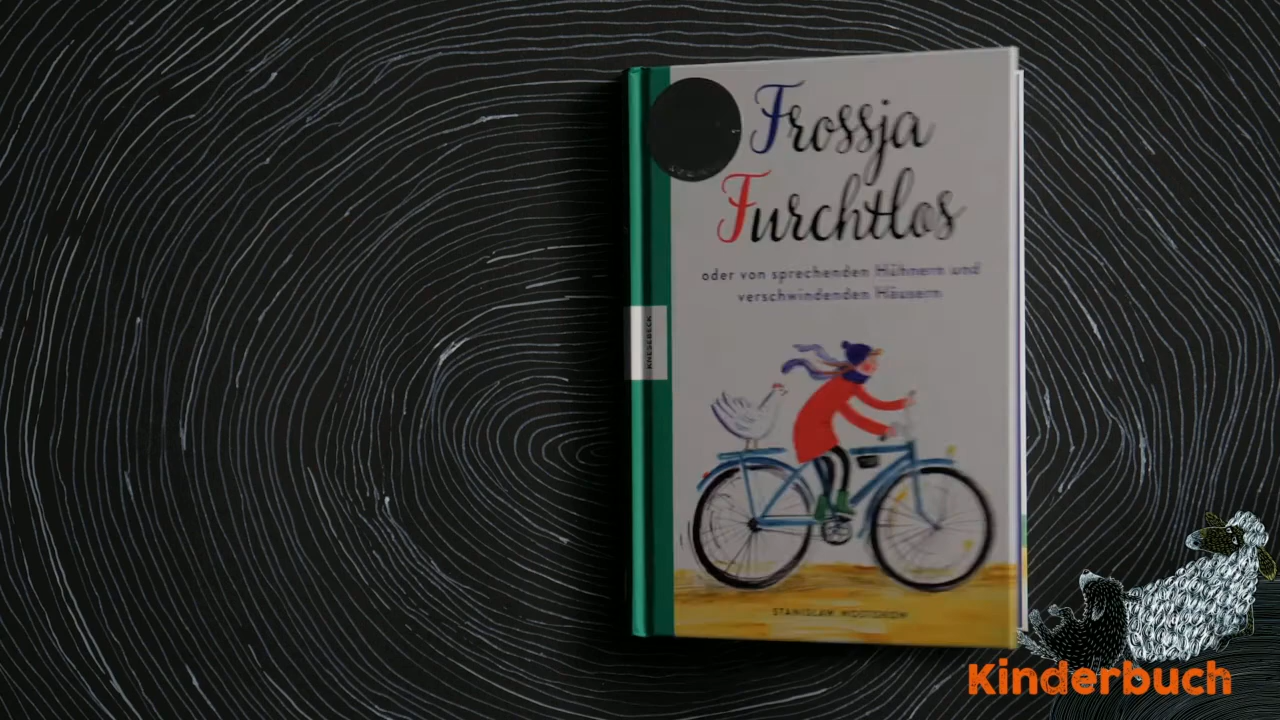 Frossja
Furchtlos
oder von sprechenden Hühnern und
verschwindenden Häusern
KNESEBECK
STANISLAW WOSTOKOW
Kinderbuch